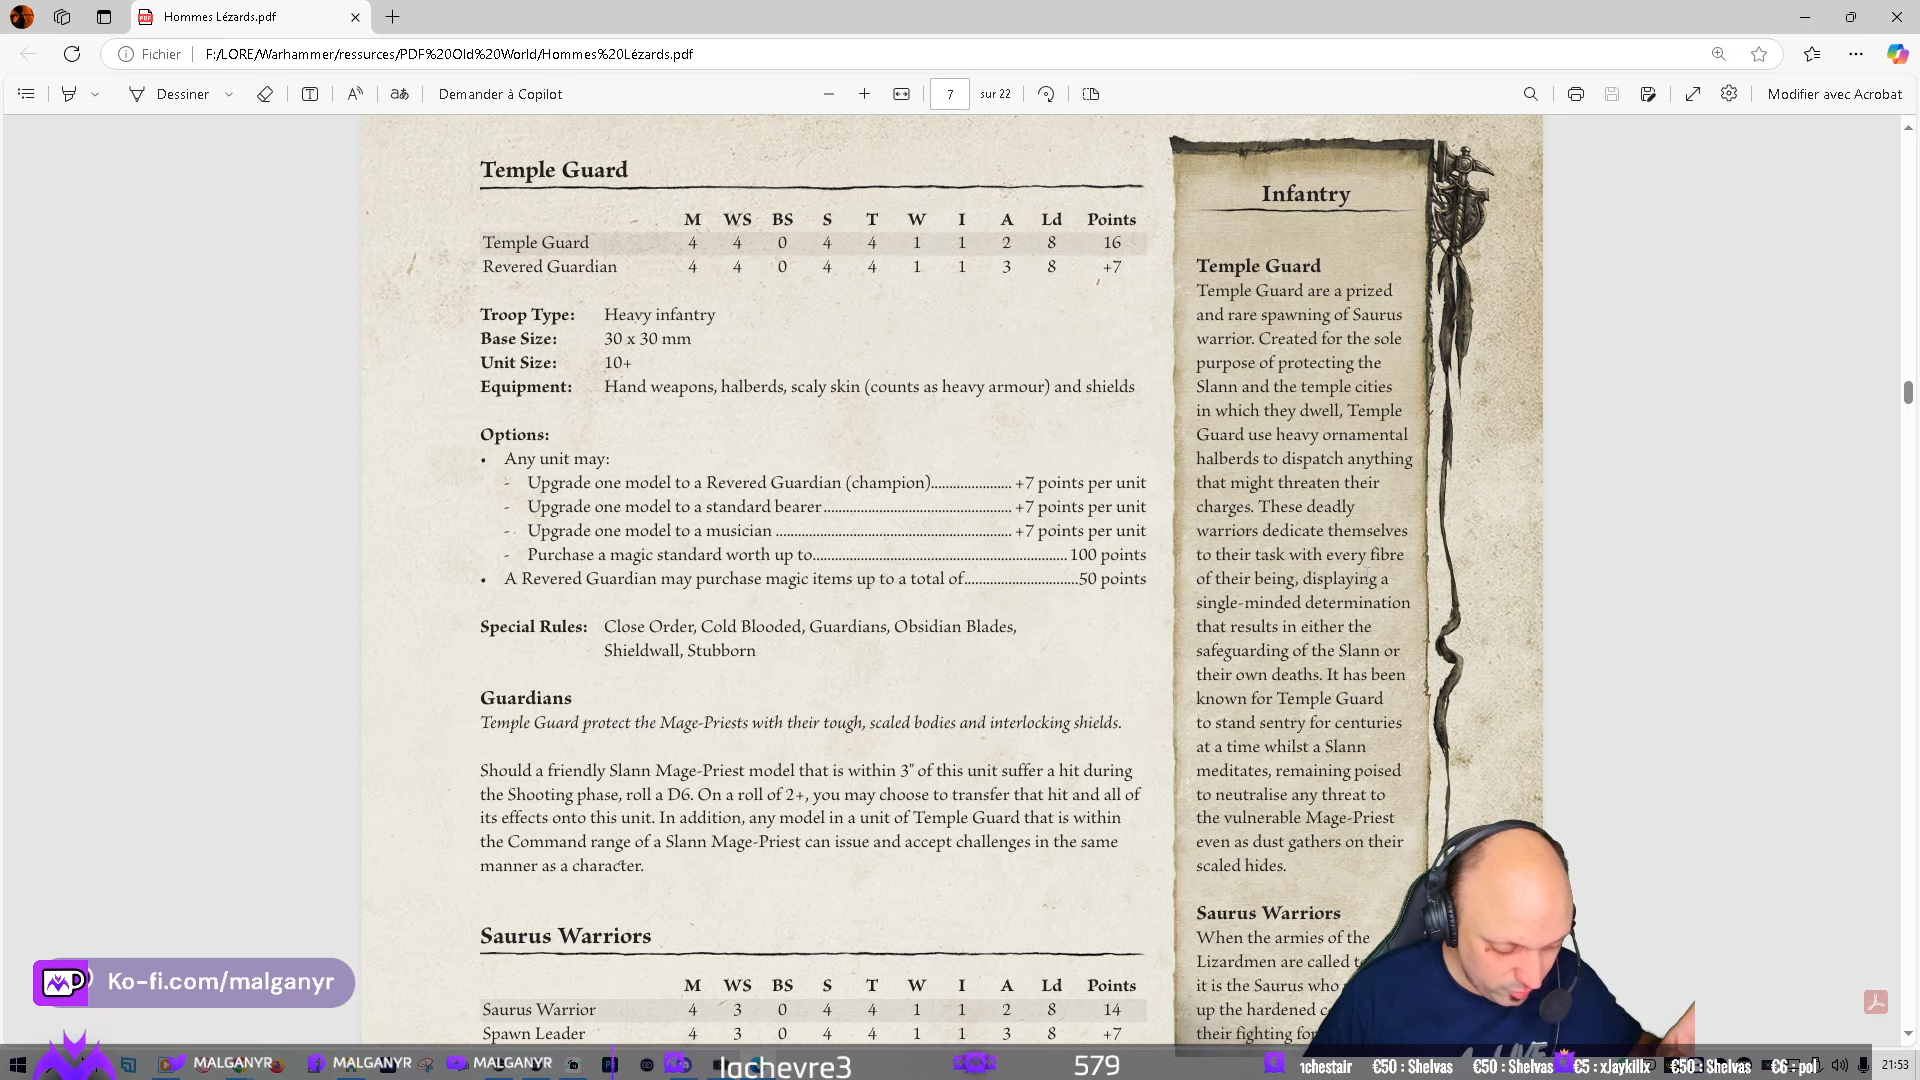 Hommes Lézards.pdf
Fichier
F:/LORE/Warhammer/ressources/PDF%20Old%20World/Hommes%20Lézards.pdf
Dessiner
Demander à Copilot
7 sur 22
Modifier avec Acrobat
Temple Guard
M WS BS S T W I A Ld Points
Temple Guard 4 4 0 4 4 1 1 2 8 16
Revered Guardian 4 4 0 4 4 1 1 3 8 +7
Troop Type: Heavy infantry
Base Size: 30 x 30 mm
Unit Size: 10+
Equipment: Hand weapons, halberds, scaly skin (counts as heavy armour) and shields
Options:
• Any unit may:
- Upgrade one model to a Revered Guardian (champion)..................... +7 points per unit
- Upgrade one model to a standard bearer.................................................. +7 points per unit
- Upgrade one model to a musician ............................................................. +7 points per unit
- Purchase a magic standard worth up to.................................................................. 100 points
• A Revered Guardian may purchase magic items up to a total of..............................50 points
Special Rules: Close Order, Cold Blooded, Guardians, Obsidian Blades,
Shieldwall, Stubborn
Guardians
Temple Guard protect the Mage-Priests with their tough, scaled bodies and interlocking shields.
Should a friendly Slann Mage-Priest model that is within 3" of this unit suffer a hit during
the Shooting phase, roll a D6. On a roll of 2+, you may choose to transfer that hit and all of
its effects onto this unit. In addition, any model in a unit of Temple Guard that is within
the Command range of a Slann Mage-Priest can issue and accept challenges in the same
manner as a character.
Saurus Warriors
M WS BS S T W I A Ld Points
Saurus Warrior 4 3 0 4 4 1 1 2 8 14
Spawn Leader 4 3 0 4 4 1 1 3 8 +7
Infantry
Temple Guard
Temple Guard are a prized
and rare spawning of Saurus
warrior. Created for the sole
purpose of protecting the
Slann and the temple cities
in which they dwell, Temple
Guard use heavy ornamental
halberds to dispatch anything
that might threaten their
charges. These deadly
warriors dedicate themselves
to their task with every fibre
of their being, displaying a
single-minded determination
that results in either the
safeguarding of the Slann or
their own deaths. It has been
known for Temple Guard
to stand sentry for centuries
at a time whilst a Slann
meditates, remaining poised
to neutralise any threat to
the vulnerable Mage-Priest
even as dust gathers on their
scaled hides.
Saurus Warriors
When the armies of the
Lizardmen are called
it is the Saurus who
up the hardened
their fighting
Ko-fi.com/malganyr
MALGANYR MALGANYR MALGANYR
lachevre3
579
€50 : Shelvas €50 : Shelvas €5 : xJaykillx €50 : Shelvas
21:53